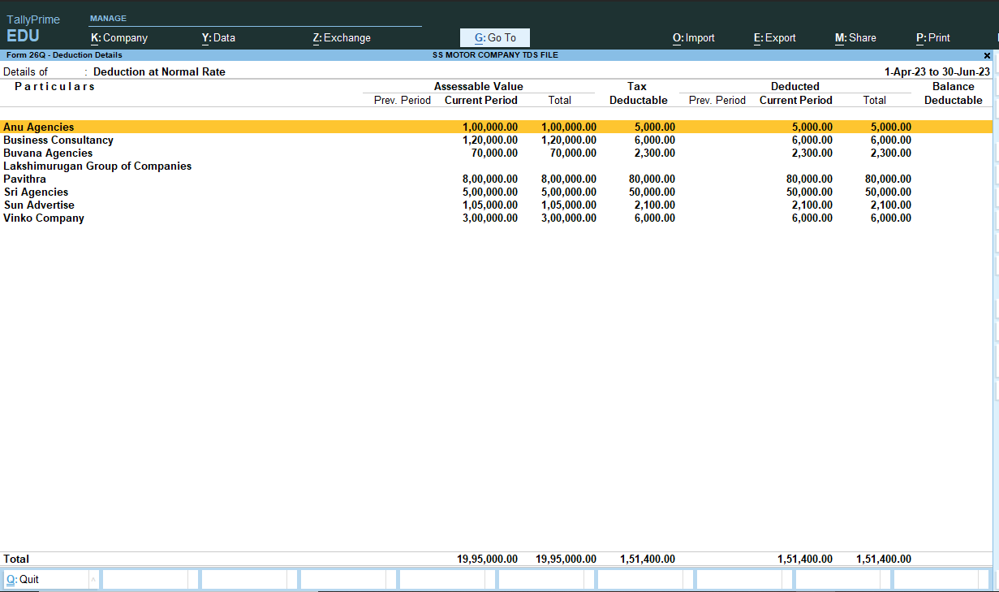 TallyPrime
MANAGE
EDU
K: Company Y: Data Z: Exchange G: Go To O: Import E: Export M: Share P: Print
Form 26Q - Deduction Details SS MOTOR COMPANY TDS FILE ×
Details of : Deduction at Normal Rate 1-Apr-23 to 30-Jun-23
Particulars Assessable Value Tax Deducted Balance
Prev. Period Current Period Total Deductable Prev. Period Current Period Total Deductable
Anu Agencies 1,00,000.00 1,00,000.00 5,000.00 5,000.00 5,000.00
Business Consultancy 1,20,000.00 1,20,000.00 6,000.00 6,000.00 6,000.00
Buvana Agencies 70,000.00 70,000.00 2,300.00 2,300.00 2,300.00
Lakshimurugan Group of Companies
Pavithra 8,00,000.00 8,00,000.00 80,000.00 80,000.00 80,000.00
Sri Agencies 5,00,000.00 5,00,000.00 50,000.00 50,000.00 50,000.00
Sun Advertise 1,05,000.00 1,05,000.00 2,100.00 2,100.00 2,100.00
Vinko Company 3,00,000.00 3,00,000.00 6,000.00 6,000.00 6,000.00
Total 19,95,000.00 19,95,000.00 1,51,400.00 1,51,400.00 1,51,400.00
Q: Quit